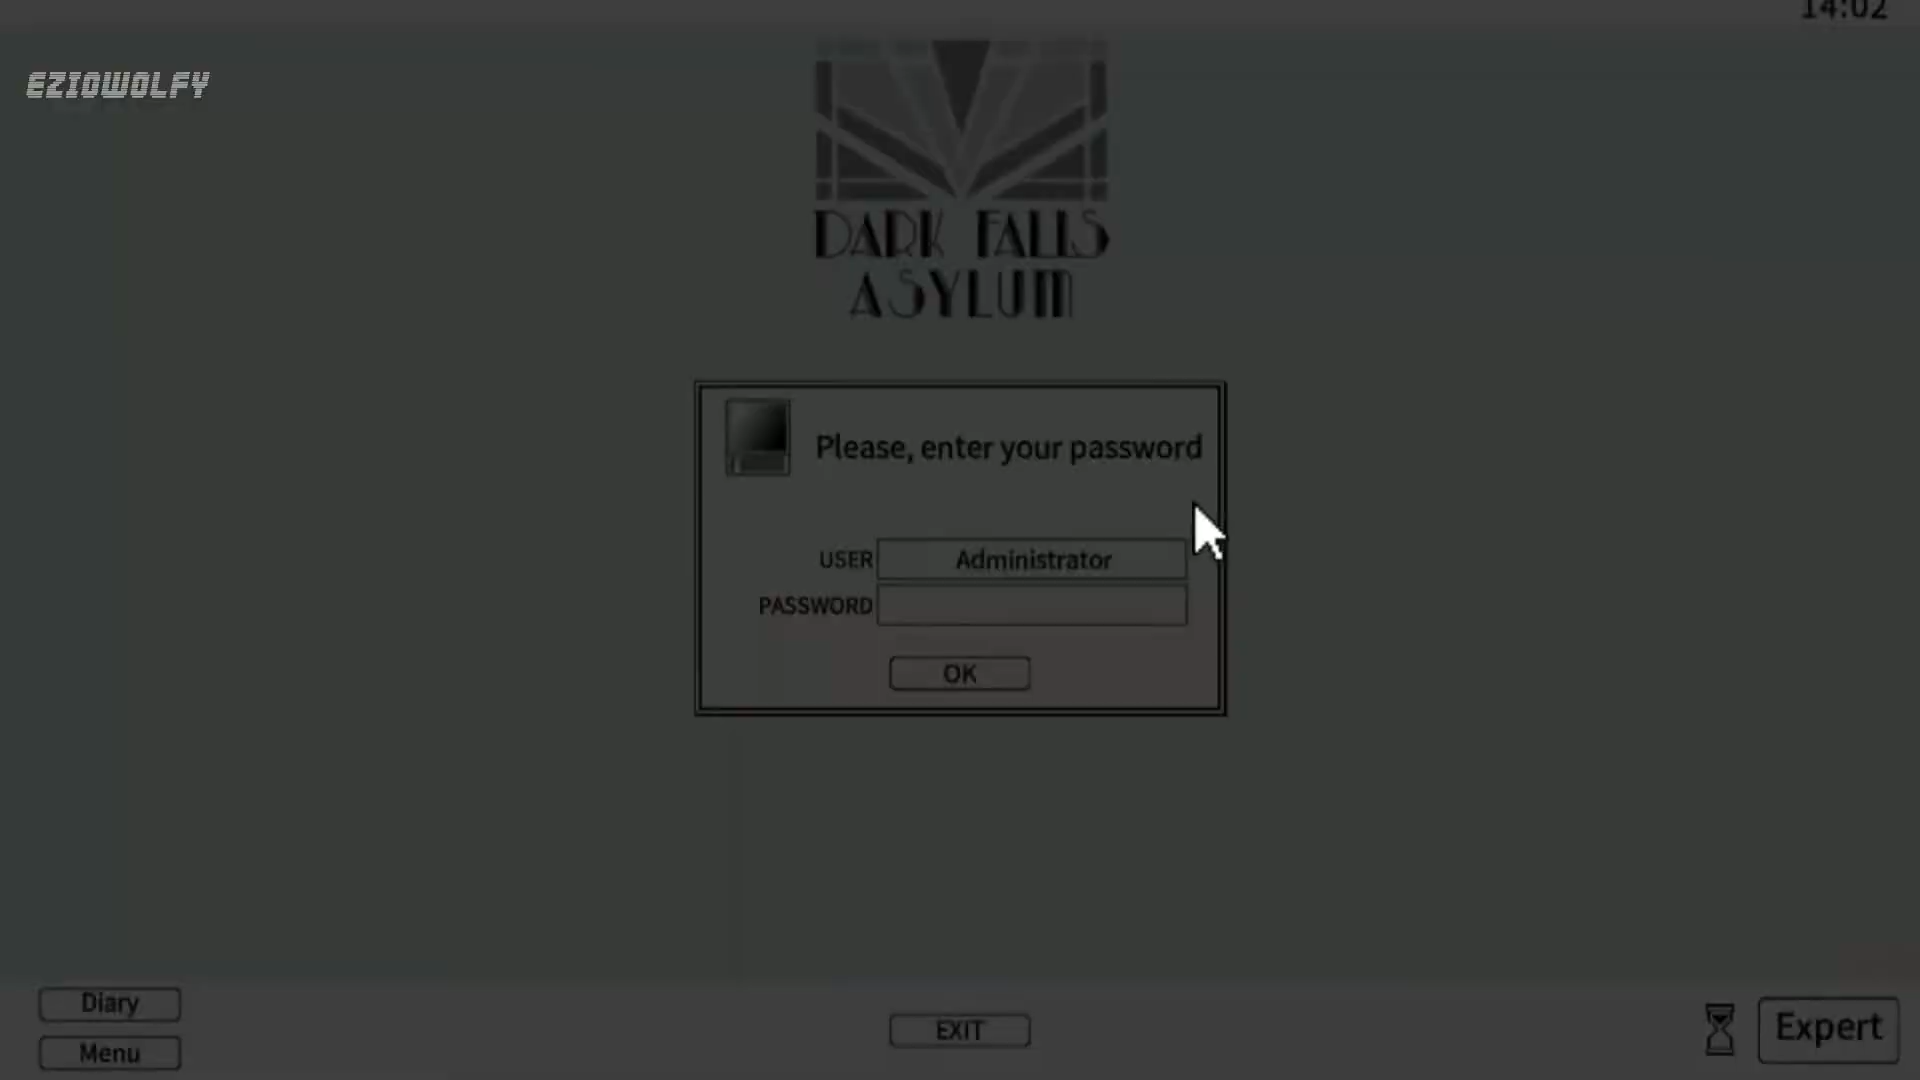 14:02
EZIOWOLFY
DARK FALLS
ASYLUM
Please, enter your password
USER
Administrator
PASSWORD
OK
Diary
Menu
EXIT
Expert